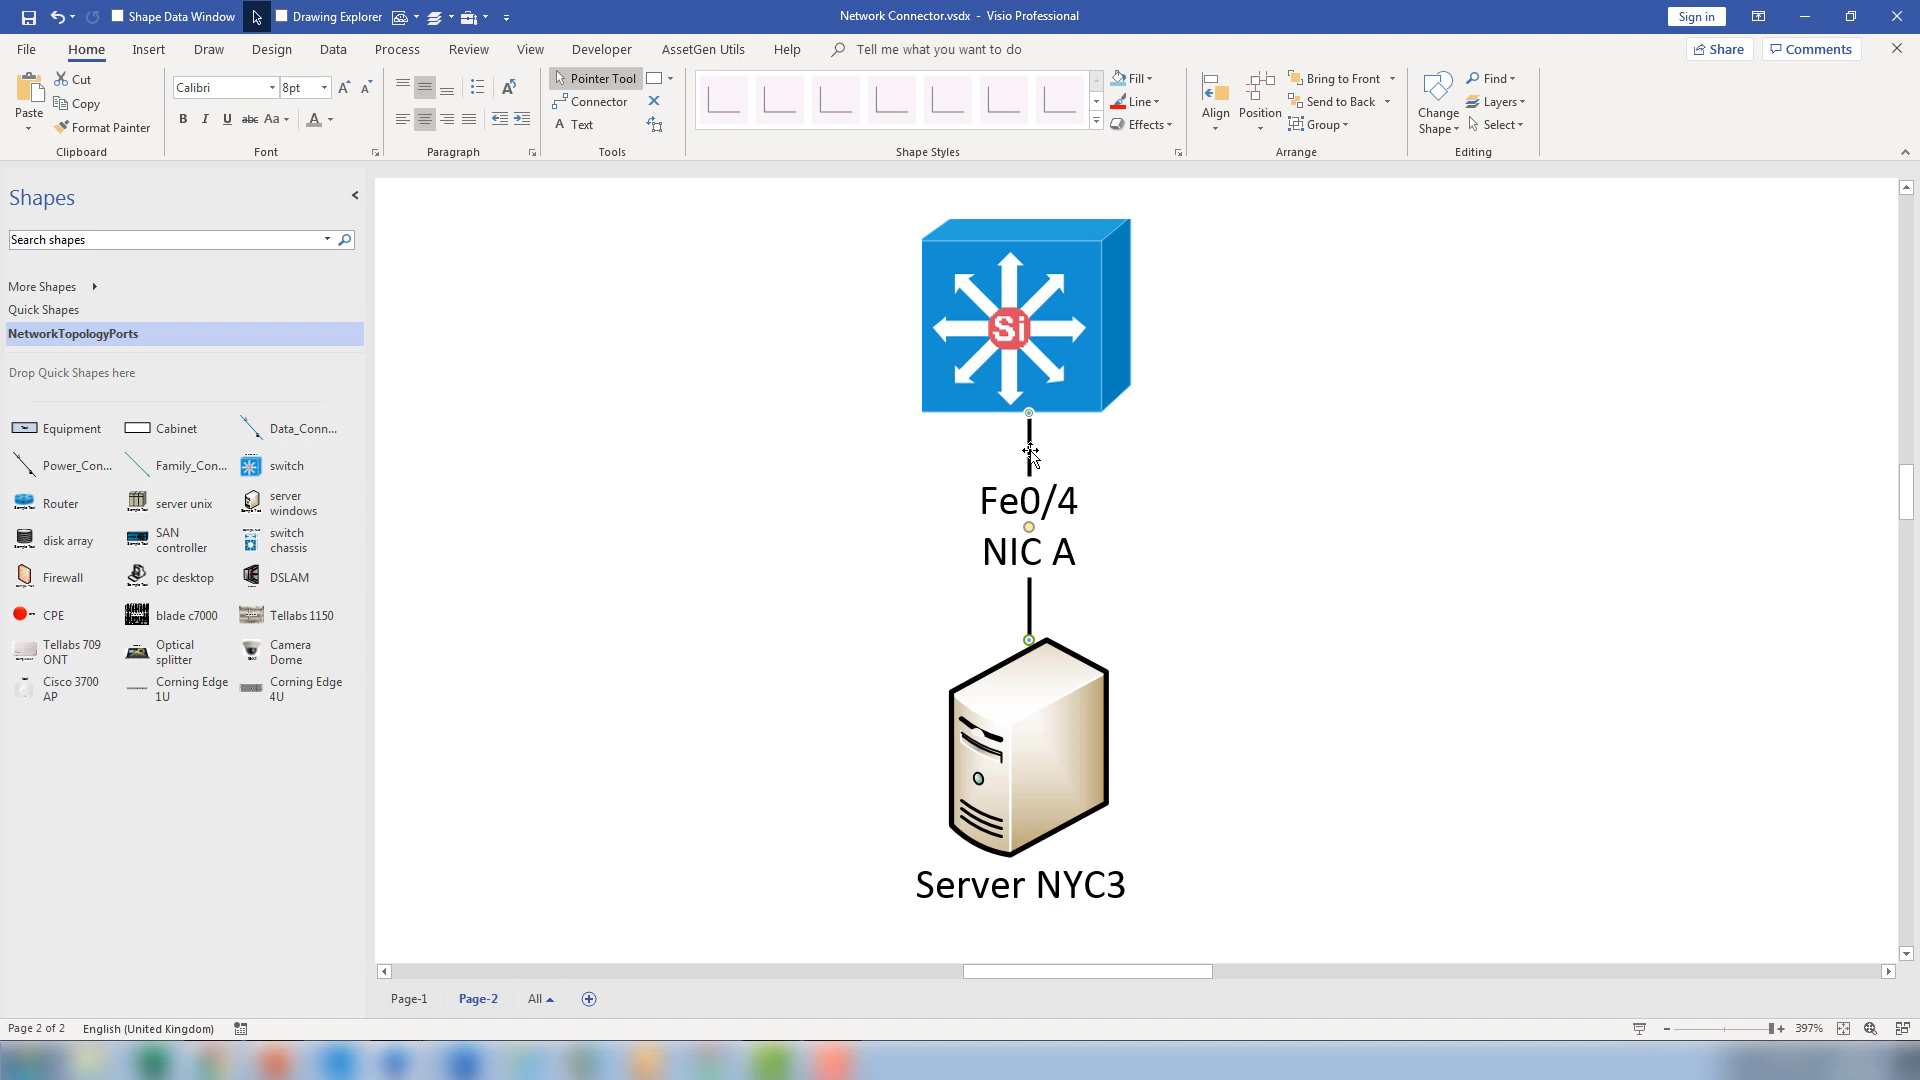 Shape Data Window
Drawing Explorer
Network Connector.vsdx - Visio Professional
Sign in
File
Home
Insert
Draw
Design
Data
Process
Review
View
Developer
AssetGen Utils
Help
Tell me what you want to do
Share
Comments
Paste
Cut
Copy
Format Painter
Clipboard
Calibri
8pt
B I U abc Aa A
Font
Paragraph
Pointer Tool
Connector
A Text
Tools
Shape Styles
Fill
Line
Effects
Align
Position
Bring to Front
Send to Back
Group
Arrange
Change
Shape
Find
Layers
Select
Editing
Shapes
Search shapes
More Shapes
Quick Shapes
NetworkTopologyPorts
Drop Quick Shapes here
Equipment
Cabinet
Data_Conn...
Power_Con...
Family_Con...
switch
Router
server unix
server
windows
disk array
SAN
controller
switch
chassis
Firewall
pc desktop
DSLAM
CPE
blade c7000
Tellabs 1150
Tellabs 709
ONT
Optical
splitter
Camera
Dome
Cisco 3700
AP
Corning Edge
1U
Corning Edge
4U
Si
Fe0/4
NIC A
Server NYC3
Page-1
Page-2
All
Page 2 of 2
English (United Kingdom)
397%